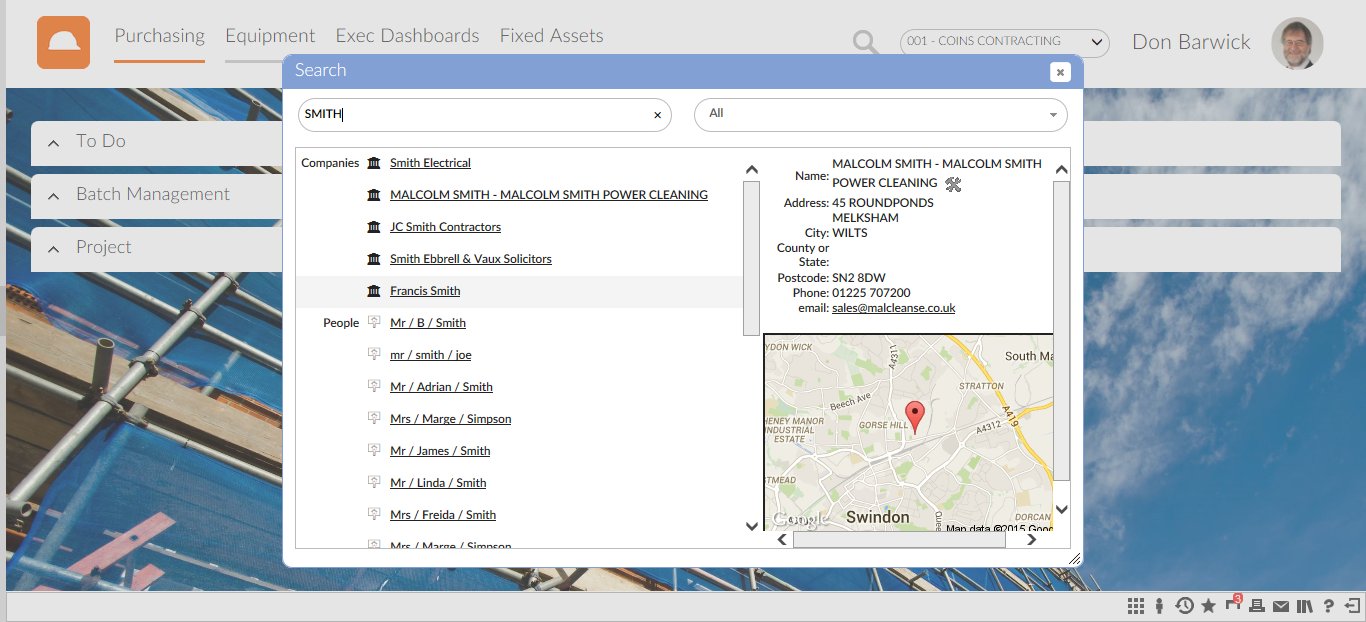 Purchasing Equipment Exec Dashboards Fixed Assets 001 - COINS CONTRACTING Don Barwick
Search
SMITH All
To Do
Batch Management
Project
Companies Smith Electrical
MALCOLM SMITH - MALCOLM SMITH POWER CLEANING
JC Smith Contractors
Smith Ebbrell & Vaux Solicitors
Francis Smith
People Mr / B / Smith
mr / smith / joe
Mr / Adrian / Smith
Mrs / Marge / Simpson
Mr / James / Smith
Mr / Linda / Smith
Mrs / Freida / Smith
Mrs / Marge / Simpson
Name: MALCOLM SMITH - MALCOLM SMITH
POWER CLEANING
Address: 45 ROUNDPONDS
MELKSHAM
City: WILTS
County or
State:
Postcode: SN2 8DW
Phone: 01225 707200
email: sales@malcleanse.co.uk
YDON WICK
A4311
South Ma
STRATTON
Beech Ave
A419
HENEY MANOR
INDUSTRIAL
ESTATE
GORSE HILL
A4312
STMEAD
Swindon
DORCAN
Map data ©2015 Goog
3
?